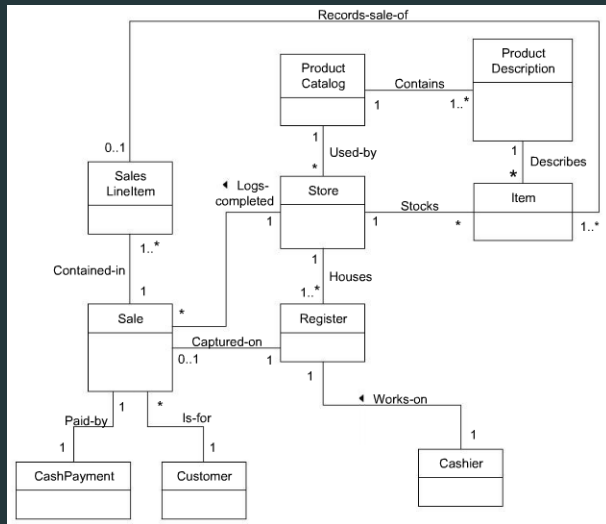 Records-sale-of
Product
Catalog
Contains
1
1..*
Product
Description
0..1
1
Used-by
*
1
Describes
*
Sales
LineItem
1..*
◄ Logs-
completed
1
Store
1
Stocks
*
Item
1..*
Contained-in
1
1
Houses
1..*
Sale
*
Captured-on
0..1
1
Register
1
◄ Works-on
1
Paid-by
1
1
*
Is-for
1
CashPayment
Customer
Cashier